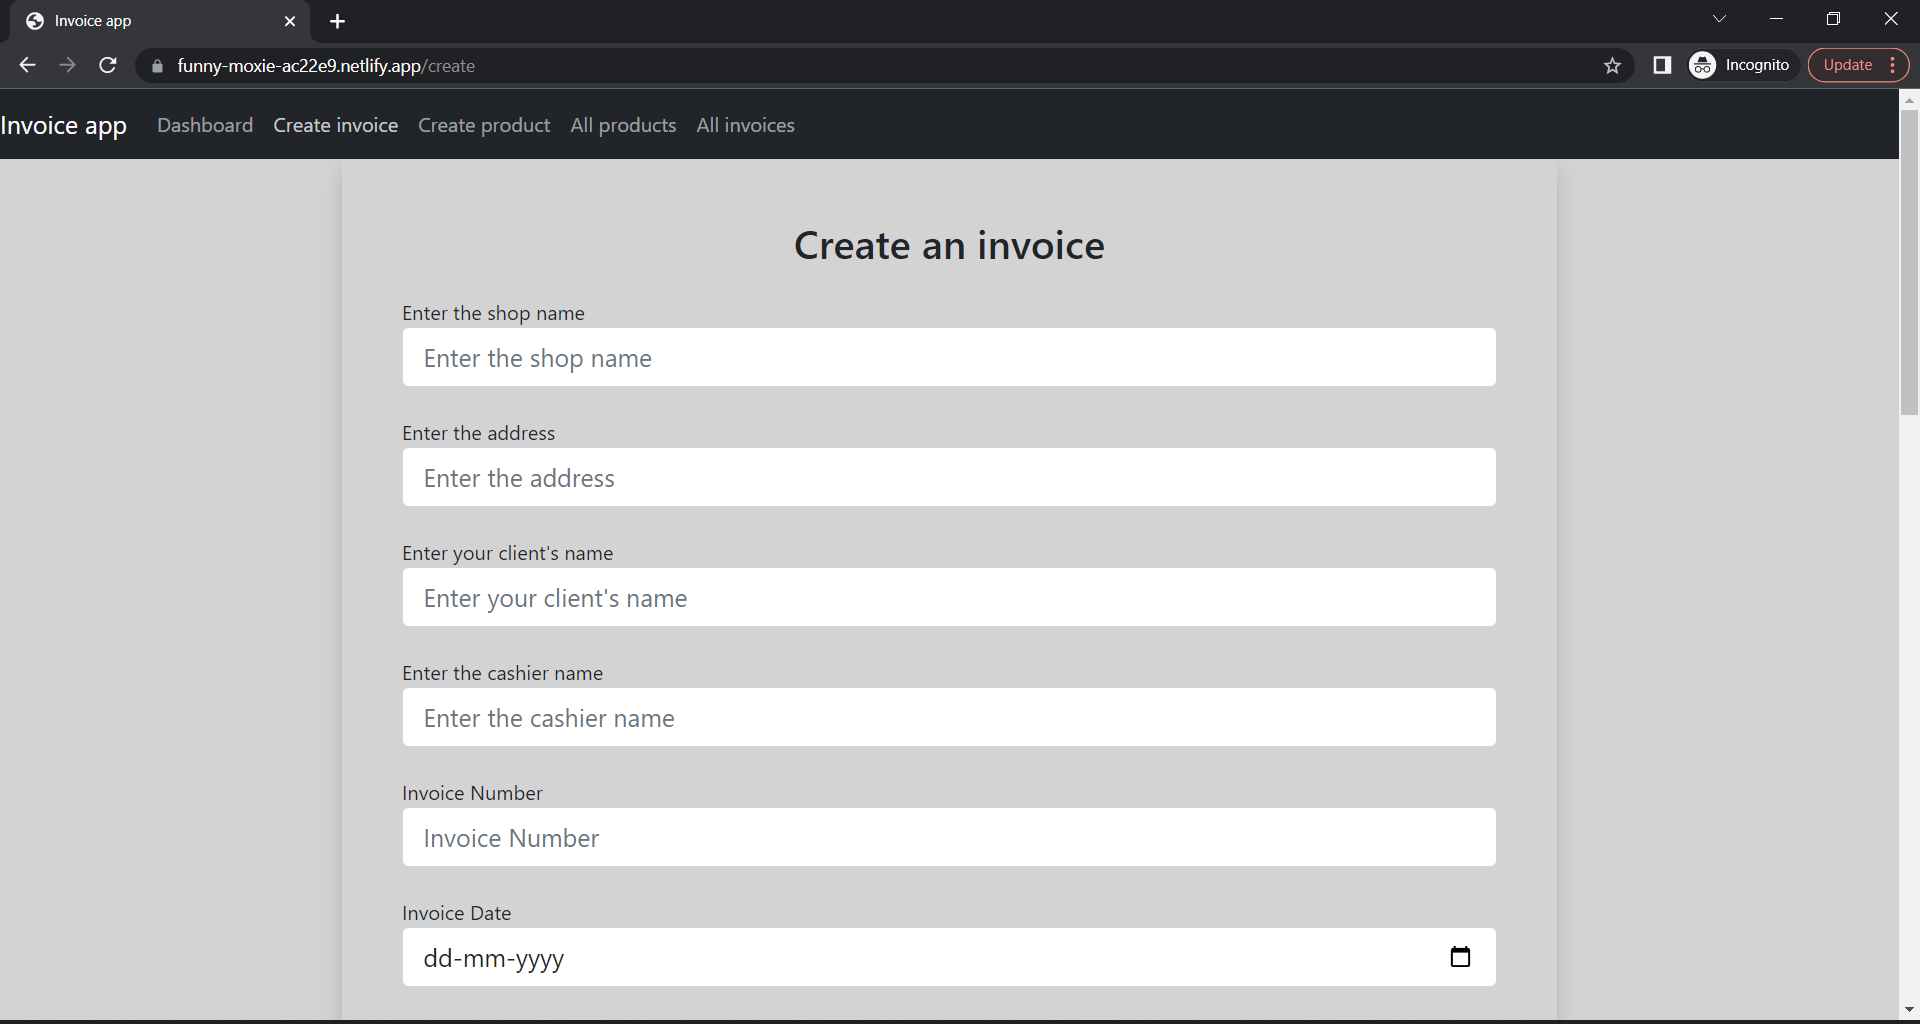 Invoice app
funny-moxie-ac22e9.netlify.app/create
Incognito
Update
Invoice app Dashboard Create invoice Create product All products All invoices
Create an invoice
Enter the shop name
Enter the shop name
Enter the address
Enter the address
Enter your client's name
Enter your client's name
Enter the cashier name
Enter the cashier name
Invoice Number
Invoice Number
Invoice Date
dd-mm-yyyy